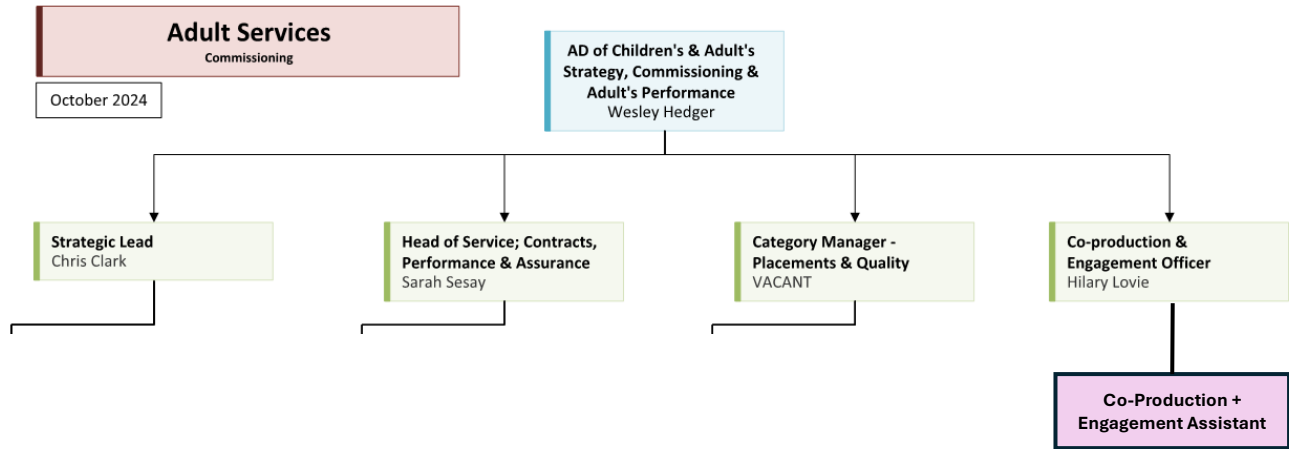 Adult Services
Commissioning
October 2024
AD of Children's & Adult's
Strategy, Commissioning &
Adult's Performance
Wesley Hedger
Strategic Lead
Chris Clark
Head of Service; Contracts,
Performance & Assurance
Sarah Sesay
Category Manager -
Placements & Quality
VACANT
Co-production &
Engagement Officer
Hilary Lovie
Co-Production +
Engagement Assistant